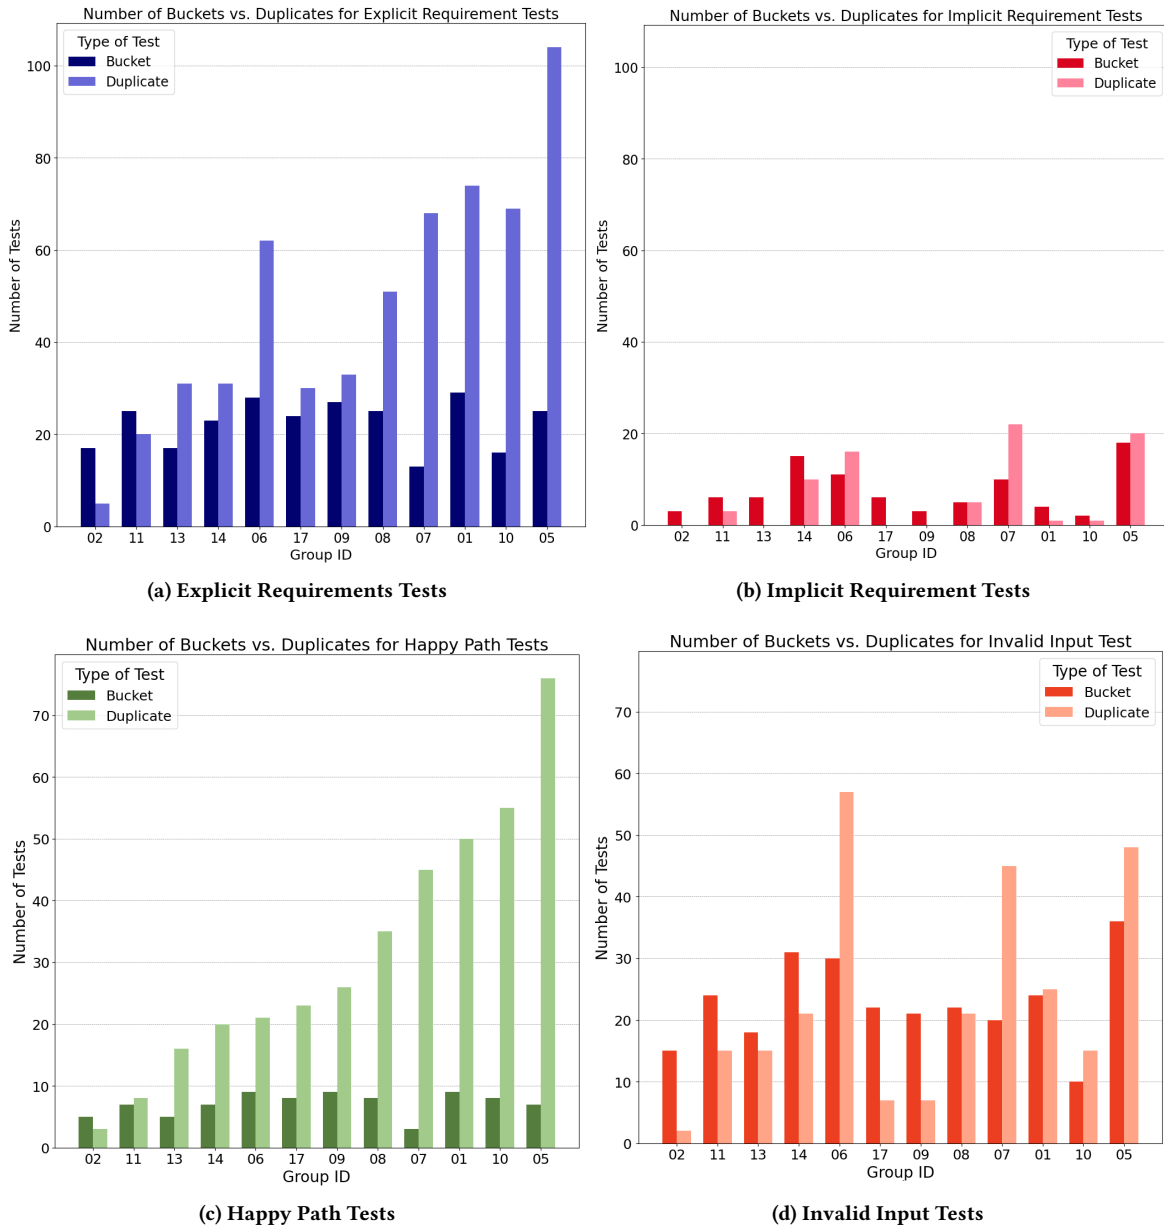 Number of Buckets vs. Duplicates for Explicit Requirement Tests
Type of Test
Bucket
Duplicate
Number of Tests
100
80
60
40
20
0
02 11 13 14 06 17 09 08 07 01 10 05
Group ID
(a) Explicit Requirements Tests
Number of Buckets vs. Duplicates for Implicit Requirement Tests
Type of Test
Bucket
Duplicate
Number of Tests
100
80
60
40
20
0
02 11 13 14 06 17 09 08 07 01 10 05
Group ID
(b) Implicit Requirement Tests
Number of Buckets vs. Duplicates for Happy Path Tests
Type of Test
Bucket
Duplicate
Number of Tests
70
60
50
40
30
20
10
0
02 11 13 14 06 17 09 08 07 01 10 05
Group ID
(c) Happy Path Tests
Number of Buckets vs. Duplicates for Invalid Input Test
Type of Test
Bucket
Duplicate
Number of Tests
70
60
50
40
30
20
10
0
02 11 13 14 06 17 09 08 07 01 10 05
Group ID
(d) Invalid Input Tests